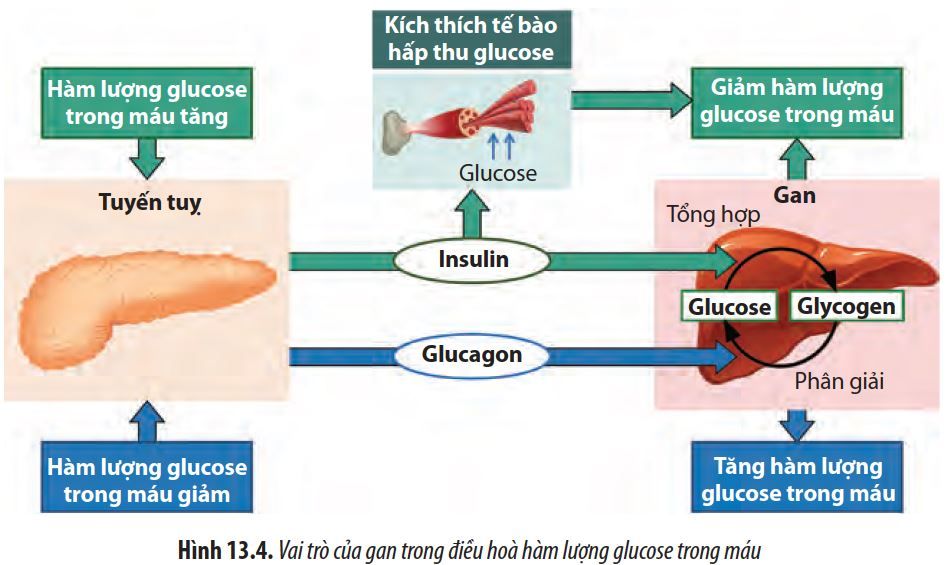 Kích thích tế bào
hấp thu glucose
Hàm lượng glucose
trong máu tăng
Giảm hàm lượng
glucose trong máu
Glucose
Tuyến tuỵ
Gan
Tổng hợp
Insulin
Glucose
Glycogen
Glucagon
Phân giải
Hàm lượng glucose
trong máu giảm
Tăng hàm lượng
glucose trong máu
Hình 13.4. Vai trò của gan trong điều hoà hàm lượng glucose trong máu